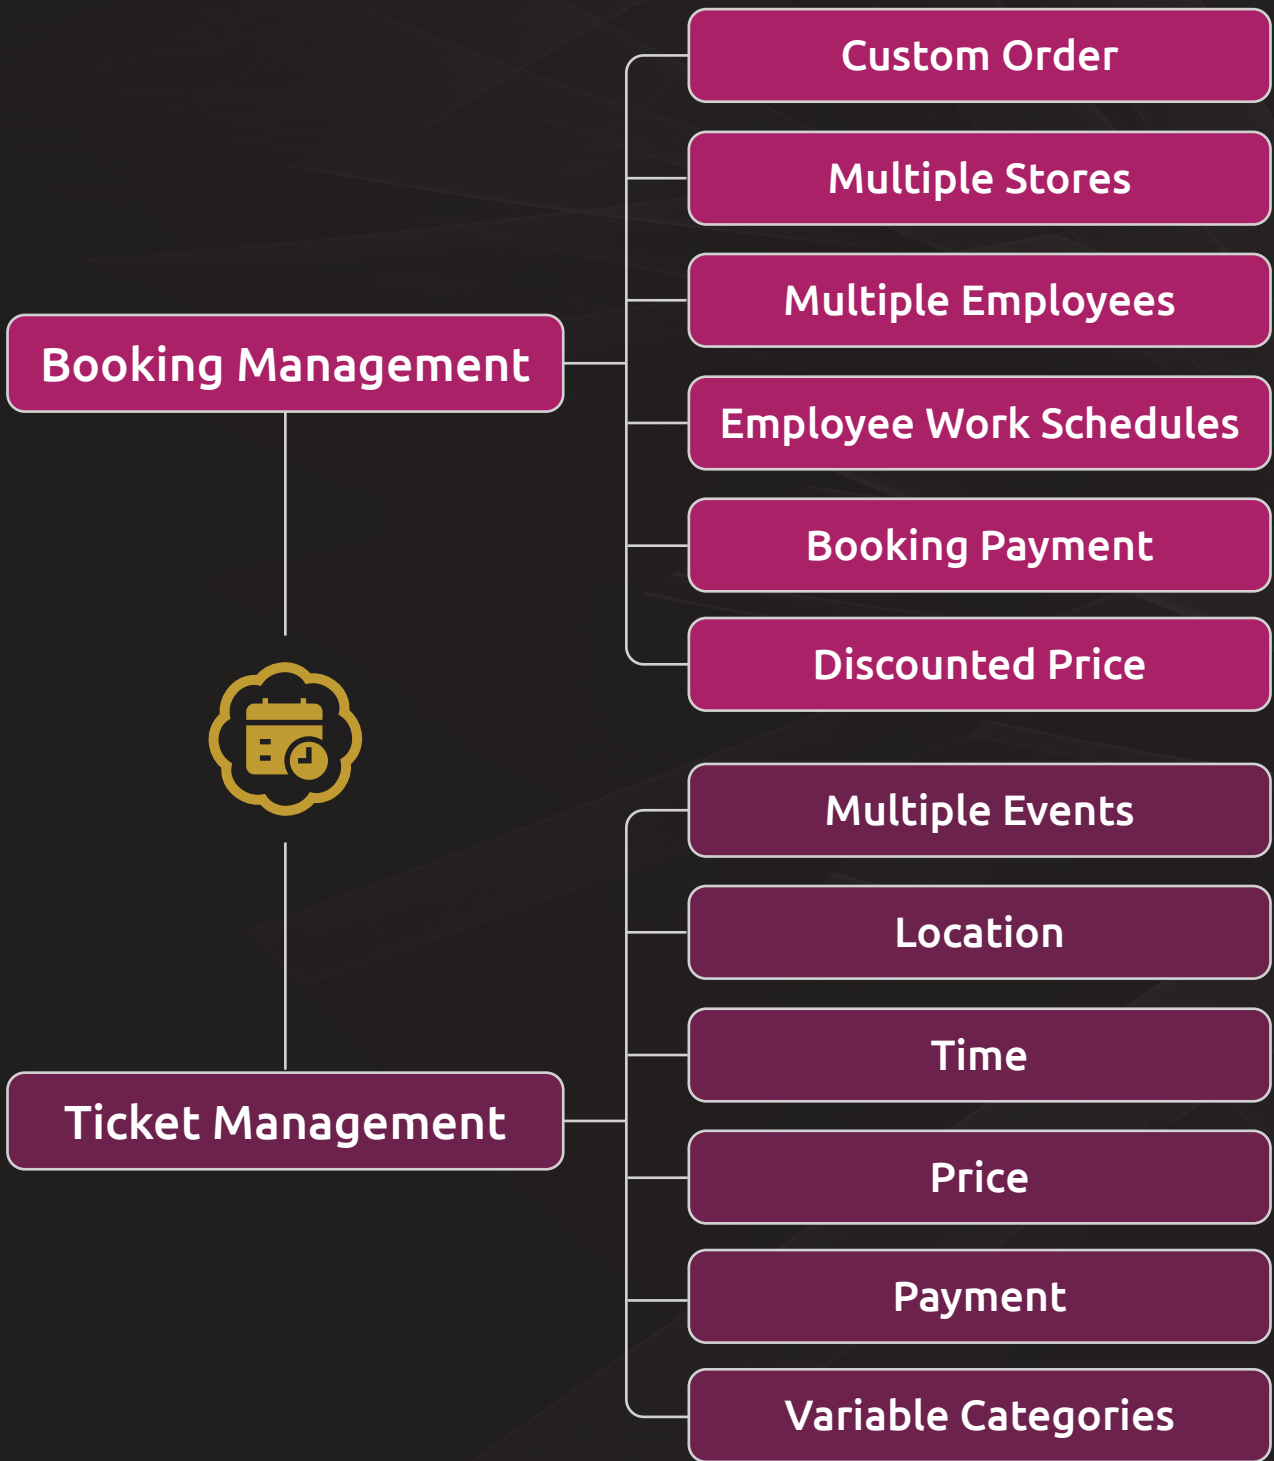 Custom Order
Multiple Stores
Multiple Employees
Booking Management
Employee Work Schedules
Booking Payment
Discounted Price
Multiple Events
Location
Time
Ticket Management
Price
Payment
Variable Categories